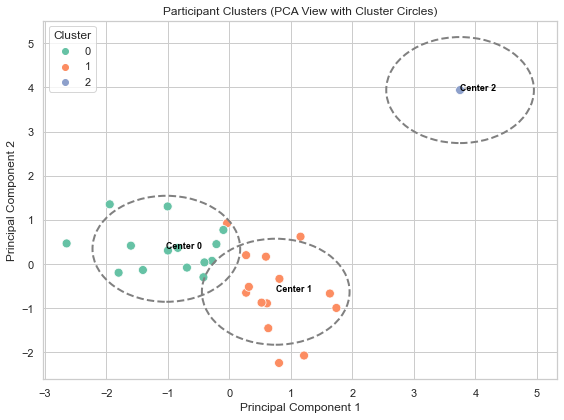 Participant Clusters (PCA View with Cluster Circles)
Cluster
0
1
2
Center 2
Center 0
Center 1
5
4
3
2
1
0
−1
−2
Principal Component 2
−3
−2
−1
0
1
2
3
4
5
Principal Component 1